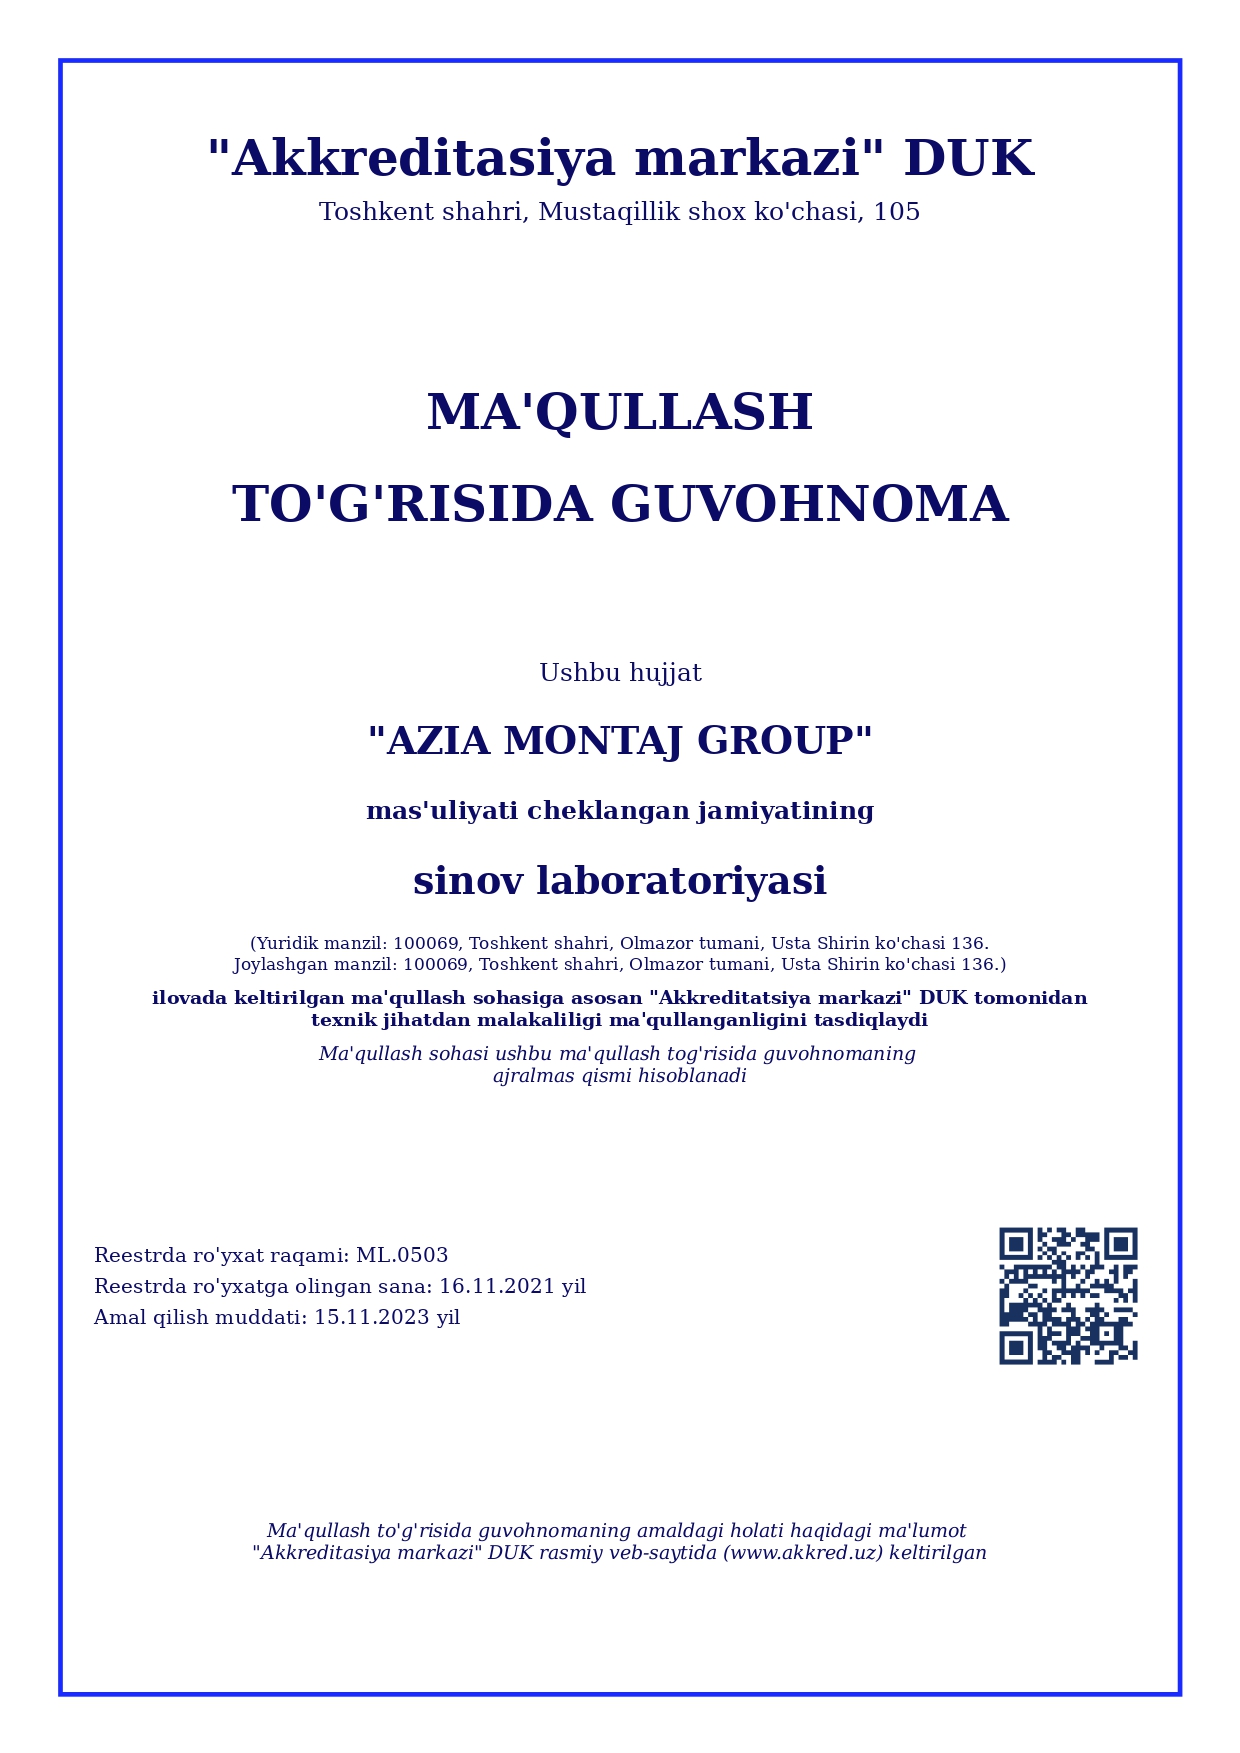 "Akkreditasiya markazi" DUK
Toshkent shahri, Mustaqillik shox ko'chasi, 105
MA'QULLASH
TO'G'RISIDA GUVOHNOMA
Ushbu hujjat
"AZIA MONTAJ GROUP"
mas'uliyati cheklangan jamiyatining
sinov laboratoriyasi
(Yuridik manzil: 100069, Toshkent shahri, Olmazor tumani, Usta Shirin ko'chasi 136.
Joylashgan manzil: 100069, Toshkent shahri, Olmazor tumani, Usta Shirin ko'chasi 136.)
ilovada keltirilgan ma'qullash sohasiga asosan "Akkreditatsiya markazi" DUK tomonidan
texnik jihatdan malakaliligi ma'qullanganligini tasdiqlaydi
Ma'qullash sohasi ushbu ma'qullash tog'risida guvohnomaning
ajralmas qismi hisoblanadi
Reestrda ro'yxat raqami: ML.0503
Reestrda ro'yxatga olingan sana: 16.11.2021 yil
Amal qilish muddati: 15.11.2023 yil
Ma'qullash to'g'risida guvohnomaning amaldagi holati haqidagi ma'lumot
"Akkreditasiya markazi" DUK rasmiy veb-saytida (www.akkred.uz) keltirilgan